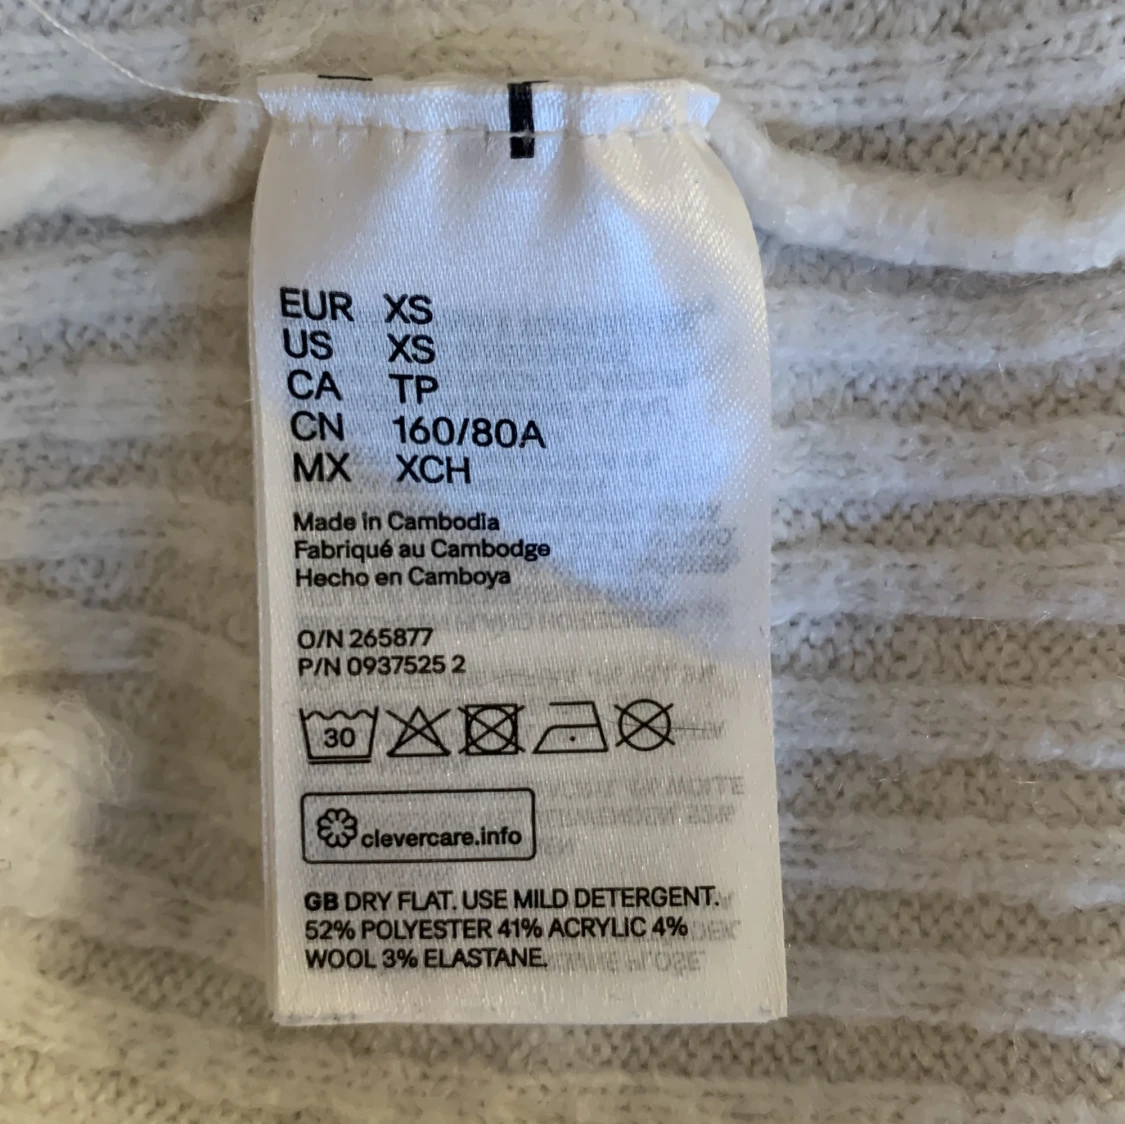 EUR XS
US XS
CA TP
CN 160/80A
MX XCH
Made in Cambodia
Fabriqué au Cambodge
Hecho en Camboya
O/N 265877
P/N 0937525 2
30
clevercare.info
GB DRY FLAT. USE MILD DETERGENT.
52% POLYESTER 41% ACRYLIC 4%
WOOL 3% ELASTANE.